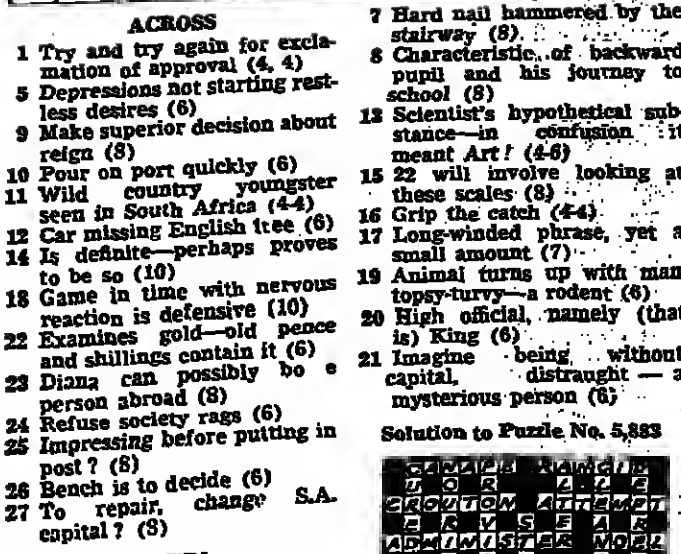 ACROSS
1 Try and try again for excla-
mation of approval (4, 4)
5 Depressions not starting rest-
less desires (6)
9 Make superior decision about
reign (8)
10 Pour on port quickly (6)
11 Wild country youngster
seen in South Africa (4-4)
12 Car missing English tree (6)
14 Is definite—perhaps proves
to be so (10)
18 Game in time with nervous
reaction is defensive (10)
22 Examines gold—old pence
and shillings contain it (6)
23 Diana can possibly be e
person abroad (8)
24 Refuse society rags (6)
25 Impressing before putting in
post? (8)
26 Bench is to decide (6)
27 To repair, change S.A.
capital? (8)
7 Hard nail hammered by the
stairway (8).
8 Characteristic of backward
pupil and his journey to
school (8)
13 Scientist's hypothetical sub-
stance—in confusion it
meant Art! (4-6)
15 22 will involve looking at
these scales (8)
16 Grip the catch (4-4)
17 Long-winded phrase, yet a
small amount (7)
19 Animal turns up with man
topsy-turvy—a rodent (6)
20 High official, namely (that
is) King (6)
21 Imagine being, without
capital, distraught — a
mysterious person (6)
Solution to Puzzle No. 5,883
CANAPE RANCID
CROUTON ATTEMPT
ADMINISTER NOEL